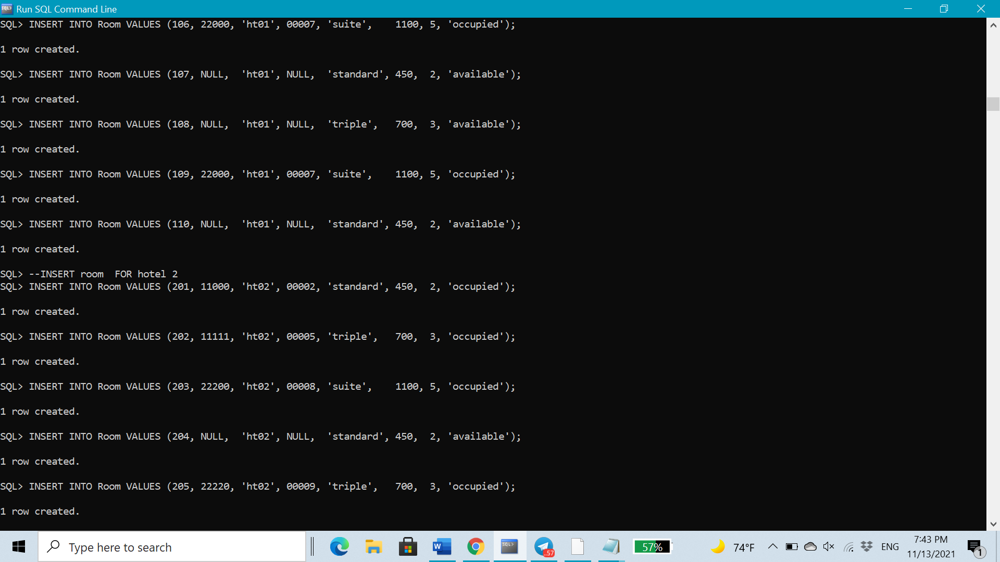 Run SQL Command Line
SQL> INSERT INTO Room VALUES (106, 22000, 'ht01', 00007, 'suite',    1100, 5, 'occupied');
1 row created.
SQL> INSERT INTO Room VALUES (107, NULL,  'ht01', NULL,  'standard', 450,  2, 'available');
1 row created.
SQL> INSERT INTO Room VALUES (108, NULL,  'ht01', NULL,  'triple',   700,  3, 'available');
1 row created.
SQL> INSERT INTO Room VALUES (109, 22000, 'ht01', 00007, 'suite',    1100, 5, 'occupied');
1 row created.
SQL> INSERT INTO Room VALUES (110, NULL,  'ht01', NULL,  'standard', 450,  2, 'available');
1 row created.
SQL> --INSERT room  FOR hotel 2
SQL> INSERT INTO Room VALUES (201, 11000, 'ht02', 00002, 'standard', 450,  2, 'occupied');
1 row created.
SQL> INSERT INTO Room VALUES (202, 11111, 'ht02', 00005, 'triple',   700,  3, 'occupied');
1 row created.
SQL> INSERT INTO Room VALUES (203, 22200, 'ht02', 00008, 'suite',    1100, 5, 'occupied');
1 row created.
SQL> INSERT INTO Room VALUES (204, NULL,  'ht02', NULL,  'standard', 450,  2, 'available');
1 row created.
SQL> INSERT INTO Room VALUES (205, 22220, 'ht02', 00009, 'triple',   700,  3, 'occupied');
1 row created.
Type here to search
W
SQL>
..57
57%
74°F
ENG
7:43 PM
11/13/2021
1